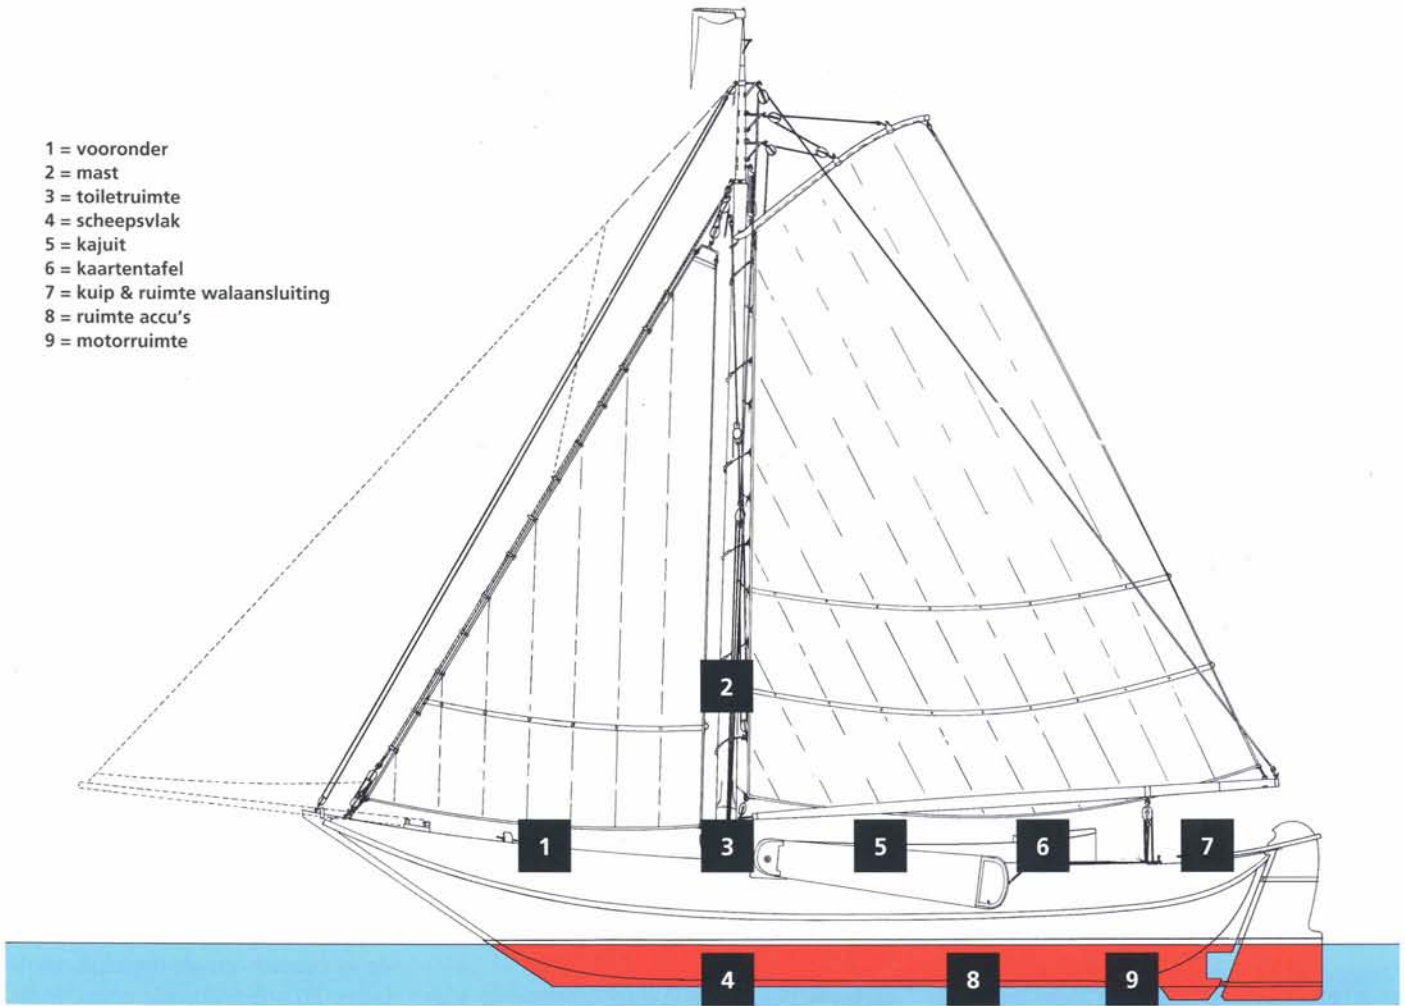 1 = vooronder
2 = mast
3 = toiletruimte
4 = scheepsvlak
5 = kajuit
6 = kaartentafel
7 = kuip & ruimte walaansluiting
8 = ruimte accu's
9 = motorruimte
2
1
3
5
6
7
4
8
9